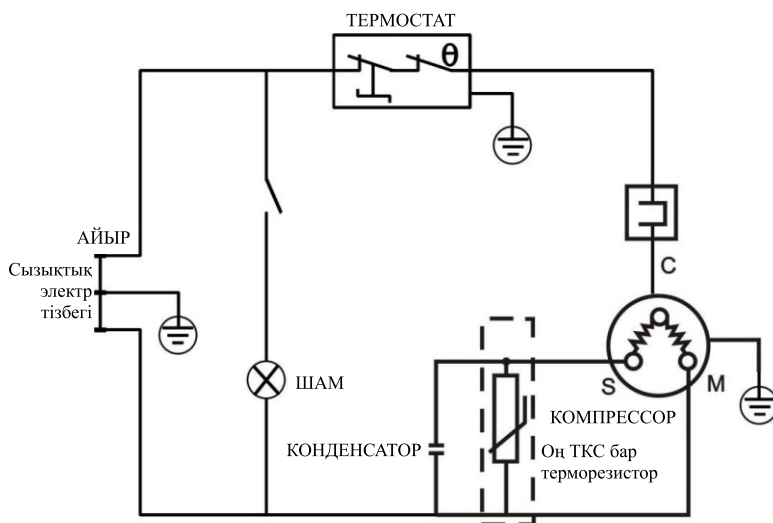 ТЕРМОСТАТ
θ
АЙЫР
Сызықтық
электр
тізбегі
C
ШАМ
S
M
КОМПРЕССОР
КОНДЕНСАТОР
Оң ТКС бар
терморезистор